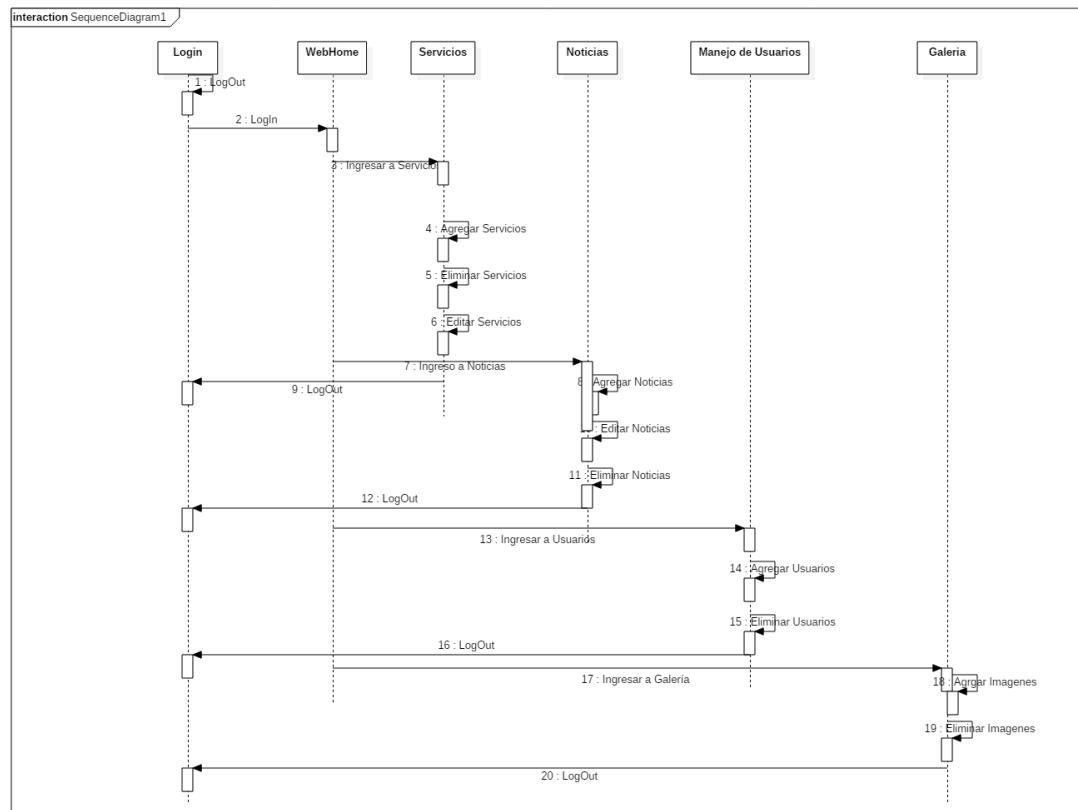 interaction SequenceDiagram1
Login
WebHome
Servicios
Noticias
Manejo de Usuarios
Galeria
1 : LogOut
2 : LogIn
3 : Ingresar a Servicio
4 : Agregar Servicios
5 : Eliminar Servicios
6 : Editar Servicios
7 : Ingreso a Noticias
8 : Agregar Noticias
9 : LogOut
: Editar Noticias
11 : Eliminar Noticias
12 : LogOut
13 : Ingresar a Usuarios
14 : Agregar Usuarios
15 : Eliminar Usuarios
16 : LogOut
17 : Ingresar a Galería
18 : Agrgar Imagenes
19 : Eliminar Imagenes
20 : LogOut